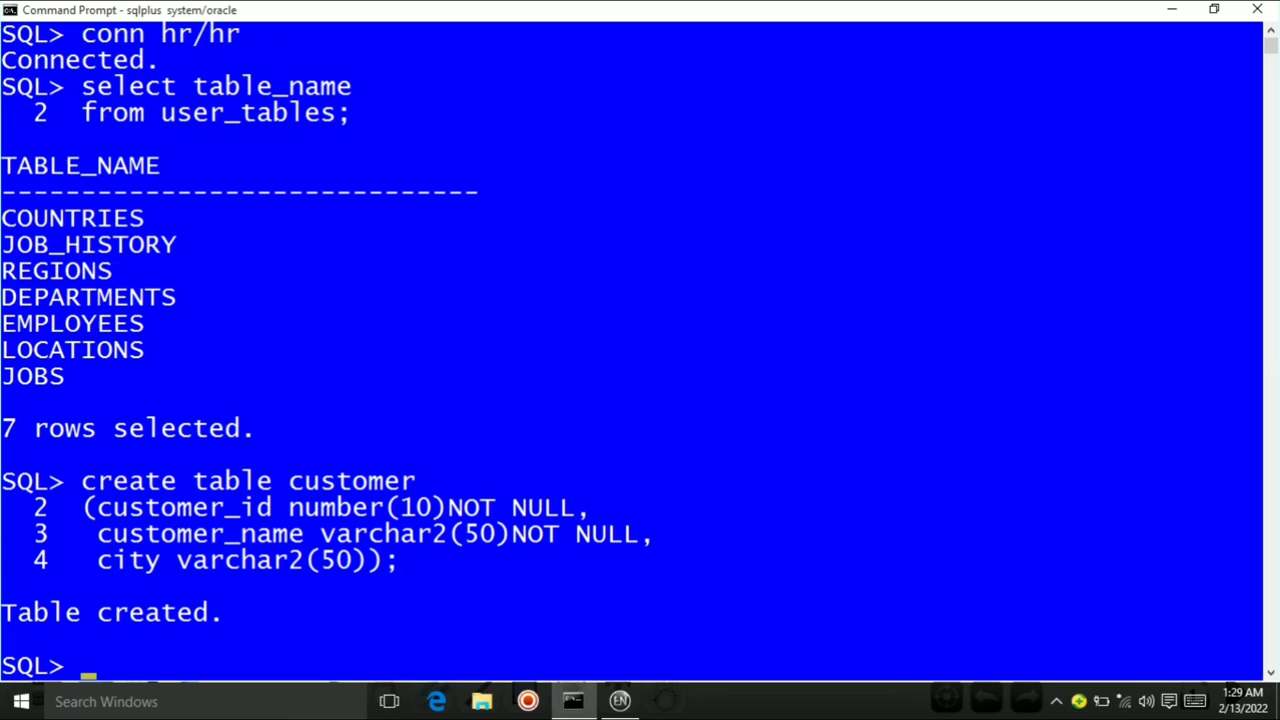 Command Prompt - sqlplus system/oracle
SQL> conn hr/hr
Connected.
SQL> select table_name
2 from user_tables;
TABLE_NAME
------------------------------
COUNTRIES
JOB_HISTORY
REGIONS
DEPARTMENTS
EMPLOYEES
LOCATIONS
JOBS
7 rows selected.
SQL> create table customer
2 (customer_id number(10)NOT NULL,
3 customer_name varchar2(50)NOT NULL,
4 city varchar2(50));
Table created.
SQL>
Search Windows
EN
1:29 AM
2/13/2022